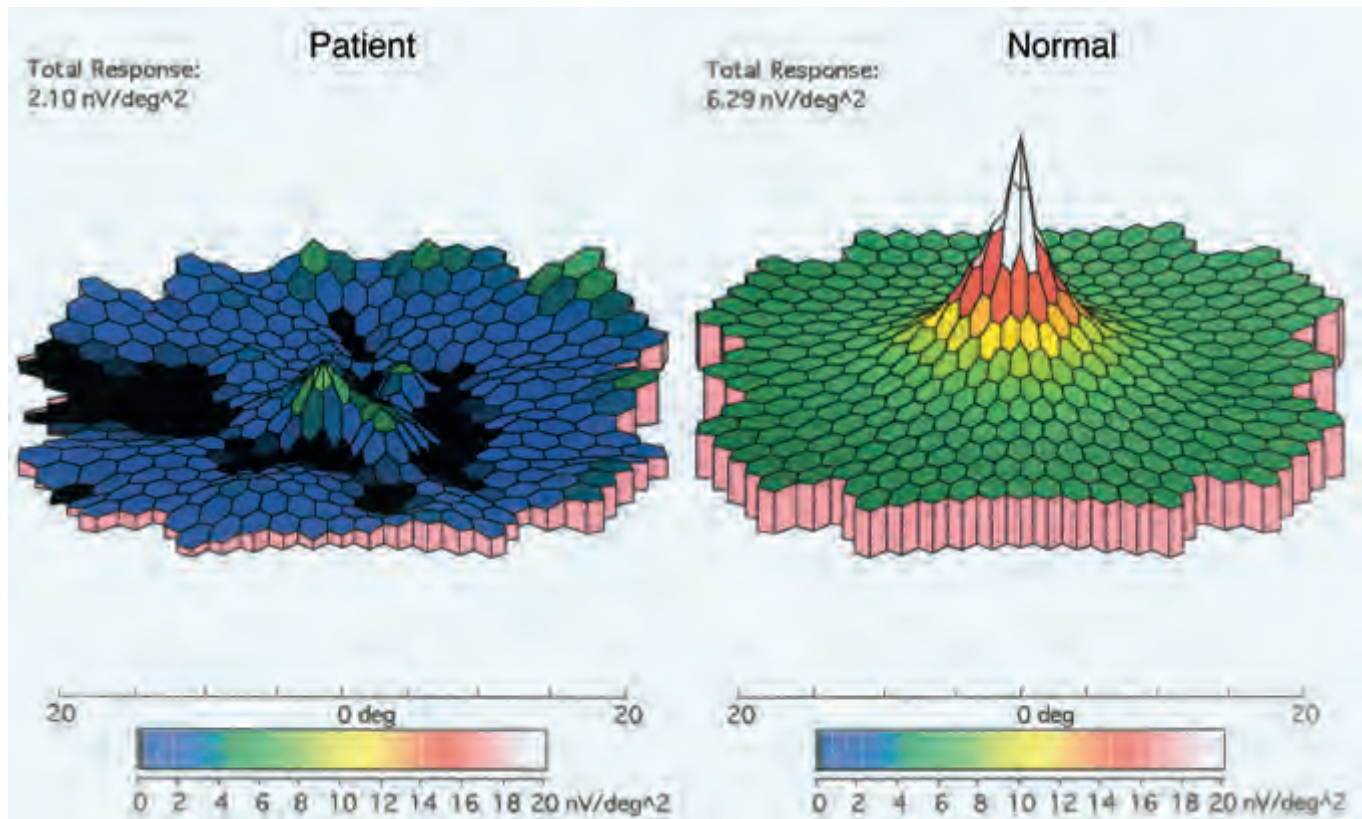 Patient
Total Response:
2.10 nV/deg^2
Normal
Total Response:
6.29 nV/deg^2
20 0 deg 20
0 2 4 6 8 10 12 14 16 18 20 nV/deg^2
20 0 deg 20
0 2 4 6 8 10 12 14 16 18 20 nV/deg^2